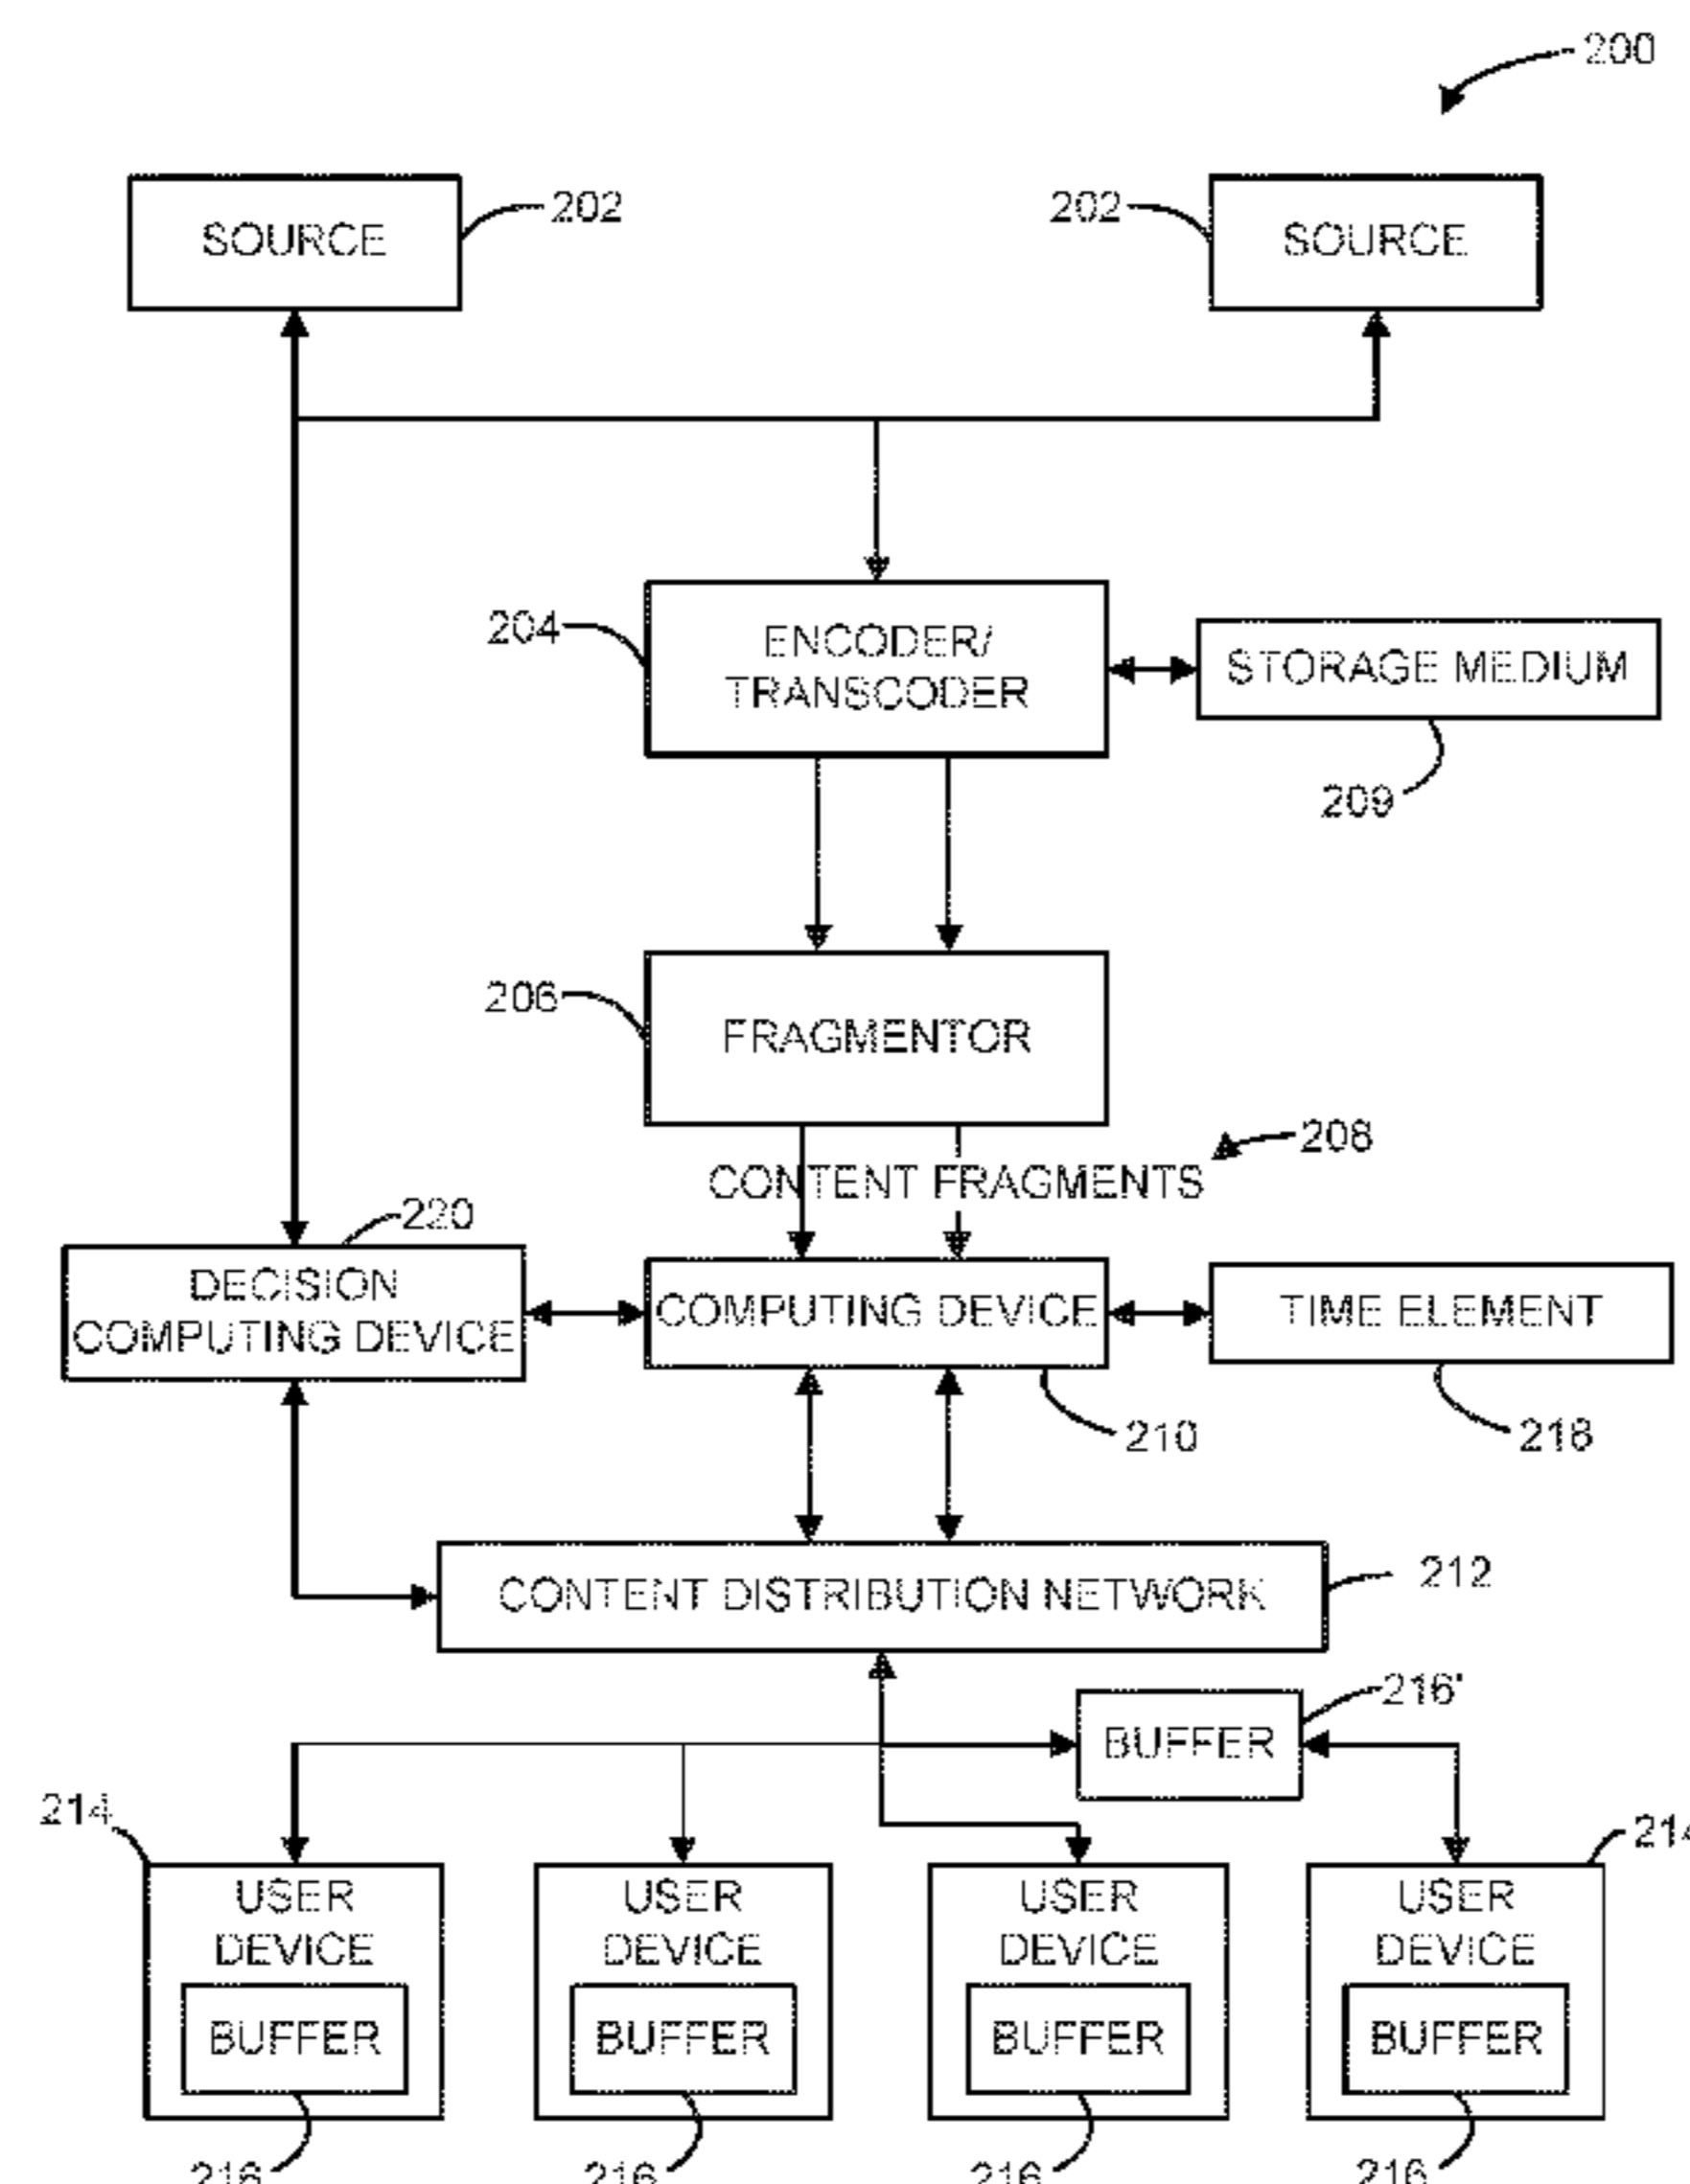 200
SOURCE
202
202
SOURCE
204
ENCODER/
TRANSCODER
STORAGE MEDIUM
209
206
FRAGMENTOR
208
CONTENT FRAGMENTS
220
DECISION
COMPUTING DEVICE
COMPUTING DEVICE
TIME ELEMENT
210
218
CONTENT DISTRIBUTION NETWORK
212
216'
BUFFER
214
214
USER
DEVICE
BUFFER
USER
DEVICE
BUFFER
USER
DEVICE
BUFFER
USER
DEVICE
BUFFER
216
216
216
216